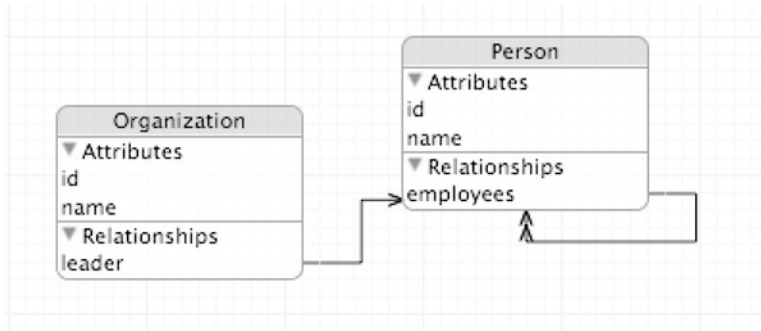 Person
Attributes
id
name
Relationships
employees
Organization
Attributes
id
name
Relationships
leader